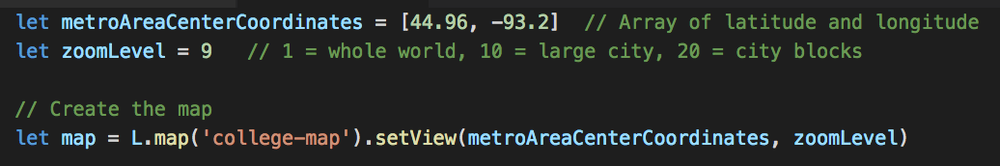 let metroAreaCenterCoordinates = [44.96, -93.2]  // Array of latitude and longitude
let zoomLevel = 9   // 1 = whole world, 10 = large city, 20 = city blocks
// Create the map
let map = L.map('college-map').setView(metroAreaCenterCoordinates, zoomLevel)